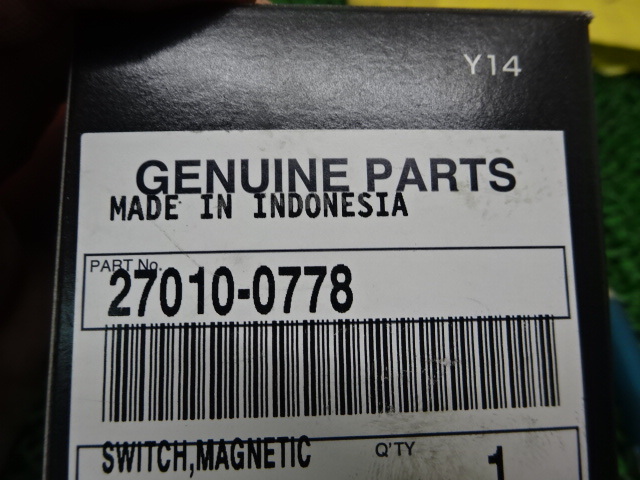 Y14
GENUINE PARTS
MADE IN INDONESIA
PART No.
27010-0778
SWITCH,MAGNETIC
Q'TY
1